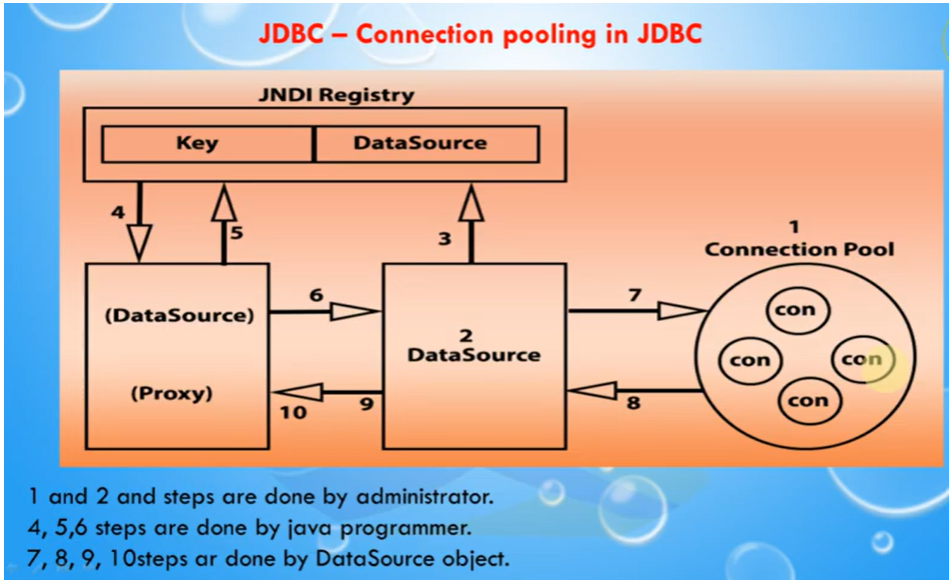 JDBC – Connection pooling in JDBC
JNDI Registry
Key DataSource
4
5
3
1
Connection Pool
6
7
(DataSource)
con
2
DataSource
con
con
(Proxy)
10
9
8
con
1 and 2 and steps are done by administrator.
4, 5,6 steps are done by java programmer.
7, 8, 9, 10steps ar done by DataSource object.